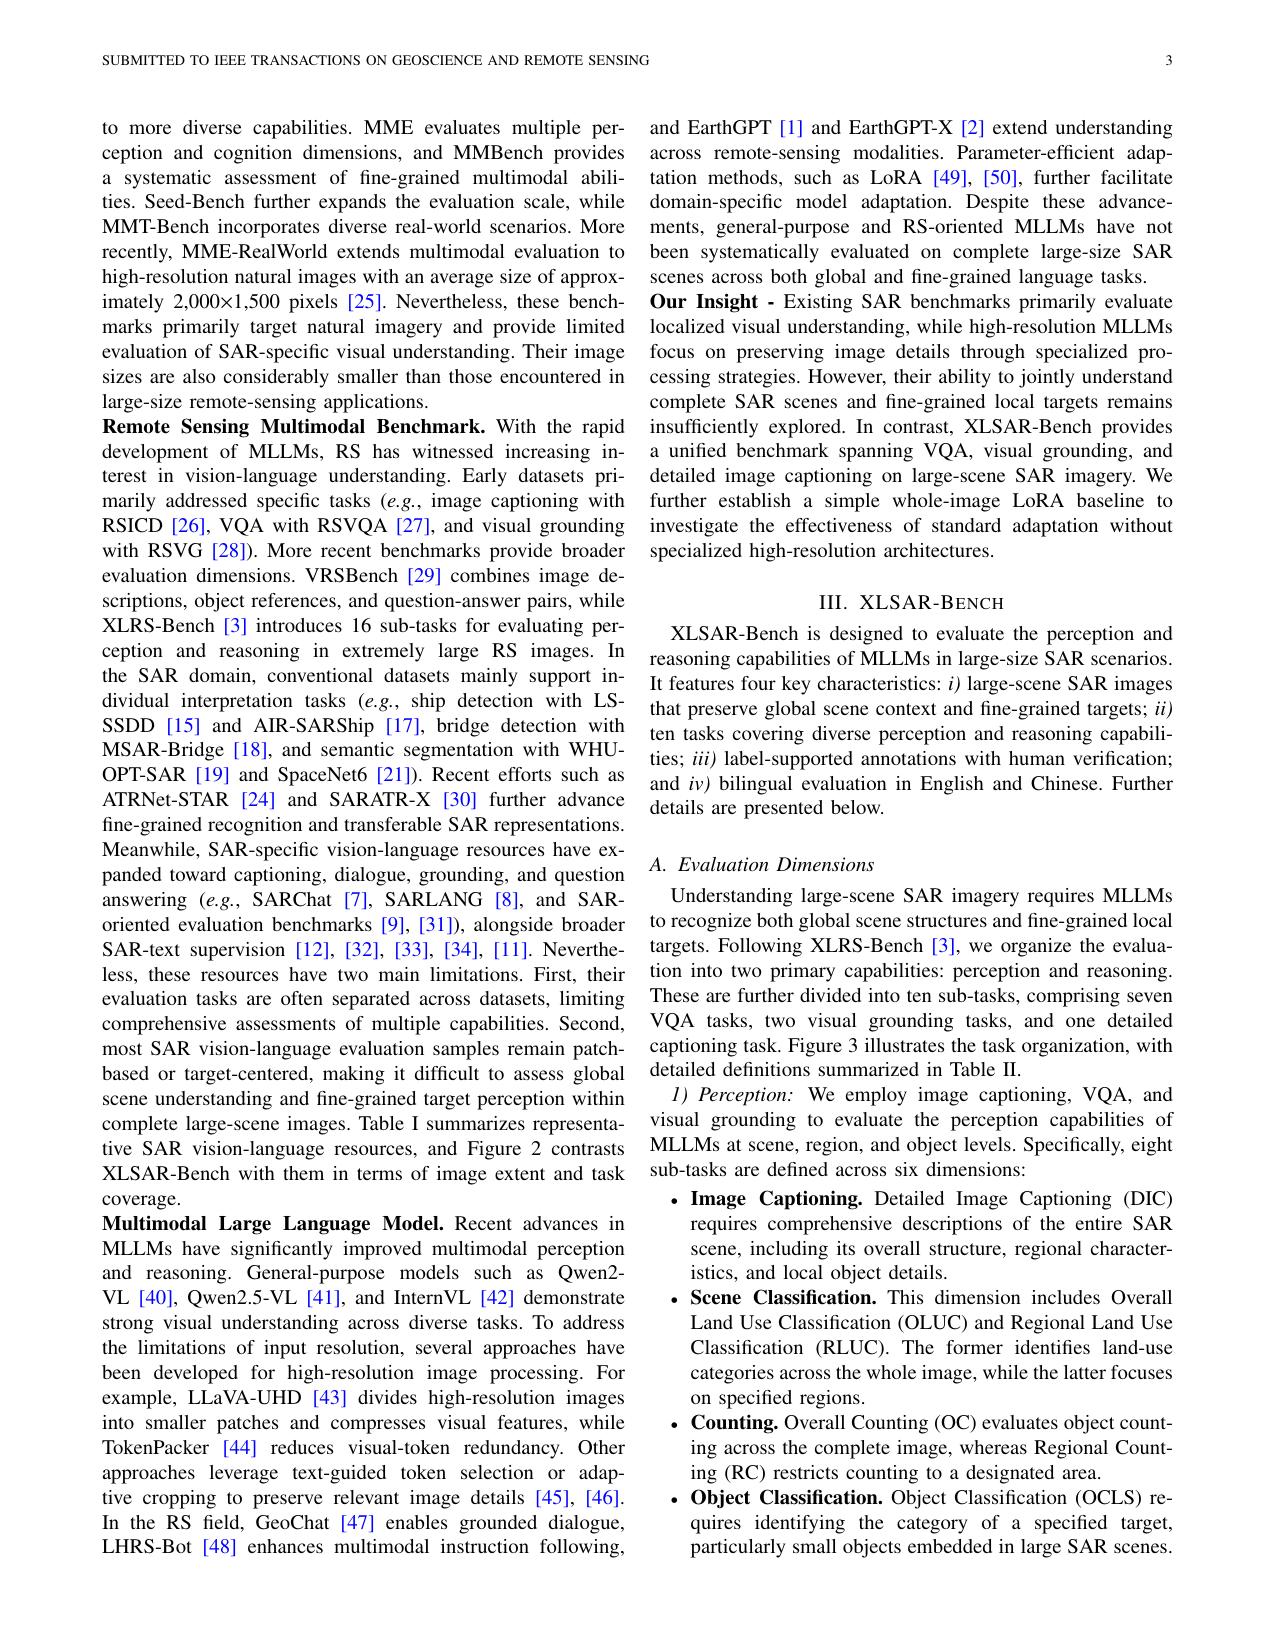 SUBMITTED TO IEEE TRANSACTIONS ON GEOSCIENCE AND REMOTE SENSING 3
to more diverse capabilities. MME evaluates multiple per-
ception and cognition dimensions, and MMBench provides
a systematic assessment of fine-grained multimodal abili-
ties. Seed-Bench further expands the evaluation scale, while
MMT-Bench incorporates diverse real-world scenarios. More
recently, MME-RealWorld extends multimodal evaluation to
high-resolution natural images with an average size of approx-
imately 2,000×1,500 pixels [25]. Nevertheless, these bench-
marks primarily target natural imagery and provide limited
evaluation of SAR-specific visual understanding. Their image
sizes are also considerably smaller than those encountered in
large-size remote-sensing applications.
Remote Sensing Multimodal Benchmark. With the rapid
development of MLLMs, RS has witnessed increasing in-
terest in vision-language understanding. Early datasets pri-
marily addressed specific tasks (e.g., image captioning with
RSICD [26], VQA with RSVQA [27], and visual grounding
with RSVG [28]). More recent benchmarks provide broader
evaluation dimensions. VRSBench [29] combines image de-
scriptions, object references, and question-answer pairs, while
XLRS-Bench [3] introduces 16 sub-tasks for evaluating per-
ception and reasoning in extremely large RS images. In
the SAR domain, conventional datasets mainly support in-
dividual interpretation tasks (e.g., ship detection with LS-
SSDD [15] and AIR-SARShip [17], bridge detection with
MSAR-Bridge [18], and semantic segmentation with WHU-
OPT-SAR [19] and SpaceNet6 [21]). Recent efforts such as
ATRNet-STAR [24] and SARATR-X [30] further advance
fine-grained recognition and transferable SAR representations.
Meanwhile, SAR-specific vision-language resources have ex-
panded toward captioning, dialogue, grounding, and question
answering (e.g., SARChat [7], SARLANG [8], and SAR-
oriented evaluation benchmarks [9], [31]), alongside broader
SAR-text supervision [12], [32], [33], [34], [11]. Neverthe-
less, these resources have two main limitations. First, their
evaluation tasks are often separated across datasets, limiting
comprehensive assessments of multiple capabilities. Second,
most SAR vision-language evaluation samples remain patch-
based or target-centered, making it difficult to assess global
scene understanding and fine-grained target perception within
complete large-scene images. Table I summarizes representa-
tive SAR vision-language resources, and Figure 2 contrasts
XLSAR-Bench with them in terms of image extent and task
coverage.
Multimodal Large Language Model. Recent advances in
MLLMs have significantly improved multimodal perception
and reasoning. General-purpose models such as Qwen2-
VL [40], Qwen2.5-VL [41], and InternVL [42] demonstrate
strong visual understanding across diverse tasks. To address
the limitations of input resolution, several approaches have
been developed for high-resolution image processing. For
example, LLaVA-UHD [43] divides high-resolution images
into smaller patches and compresses visual features, while
TokenPacker [44] reduces visual-token redundancy. Other
approaches leverage text-guided token selection or adap-
tive cropping to preserve relevant image details [45], [46].
In the RS field, GeoChat [47] enables grounded dialogue,
LHRS-Bot [48] enhances multimodal instruction following,
and EarthGPT [1] and EarthGPT-X [2] extend understanding
across remote-sensing modalities. Parameter-efficient adap-
tation methods, such as LoRA [49], [50], further facilitate
domain-specific model adaptation. Despite these advance-
ments, general-purpose and RS-oriented MLLMs have not
been systematically evaluated on complete large-size SAR
scenes across both global and fine-grained language tasks.
Our Insight - Existing SAR benchmarks primarily evaluate
localized visual understanding, while high-resolution MLLMs
focus on preserving image details through specialized pro-
cessing strategies. However, their ability to jointly understand
complete SAR scenes and fine-grained local targets remains
insufficiently explored. In contrast, XLSAR-Bench provides
a unified benchmark spanning VQA, visual grounding, and
detailed image captioning on large-scene SAR imagery. We
further establish a simple whole-image LoRA baseline to
investigate the effectiveness of standard adaptation without
specialized high-resolution architectures.
III. XLSAR-BENCH
XLSAR-Bench is designed to evaluate the perception and
reasoning capabilities of MLLMs in large-size SAR scenarios.
It features four key characteristics: i) large-scene SAR images
that preserve global scene context and fine-grained targets; ii)
ten tasks covering diverse perception and reasoning capabili-
ties; iii) label-supported annotations with human verification;
and iv) bilingual evaluation in English and Chinese. Further
details are presented below.
A. Evaluation Dimensions
Understanding large-scene SAR imagery requires MLLMs
to recognize both global scene structures and fine-grained local
targets. Following XLRS-Bench [3], we organize the evalua-
tion into two primary capabilities: perception and reasoning.
These are further divided into ten sub-tasks, comprising seven
VQA tasks, two visual grounding tasks, and one detailed
captioning task. Figure 3 illustrates the task organization, with
detailed definitions summarized in Table II.
1) Perception: We employ image captioning, VQA, and
visual grounding to evaluate the perception capabilities of
MLLMs at scene, region, and object levels. Specifically, eight
sub-tasks are defined across six dimensions:
• Image Captioning. Detailed Image Captioning (DIC)
requires comprehensive descriptions of the entire SAR
scene, including its overall structure, regional character-
istics, and local object details.
• Scene Classification. This dimension includes Overall
Land Use Classification (OLUC) and Regional Land Use
Classification (RLUC). The former identifies land-use
categories across the whole image, while the latter focuses
on specified regions.
• Counting. Overall Counting (OC) evaluates object count-
ing across the complete image, whereas Regional Count-
ing (RC) restricts counting to a designated area.
• Object Classification. Object Classification (OCLS) re-
quires identifying the category of a specified target,
particularly small objects embedded in large SAR scenes.